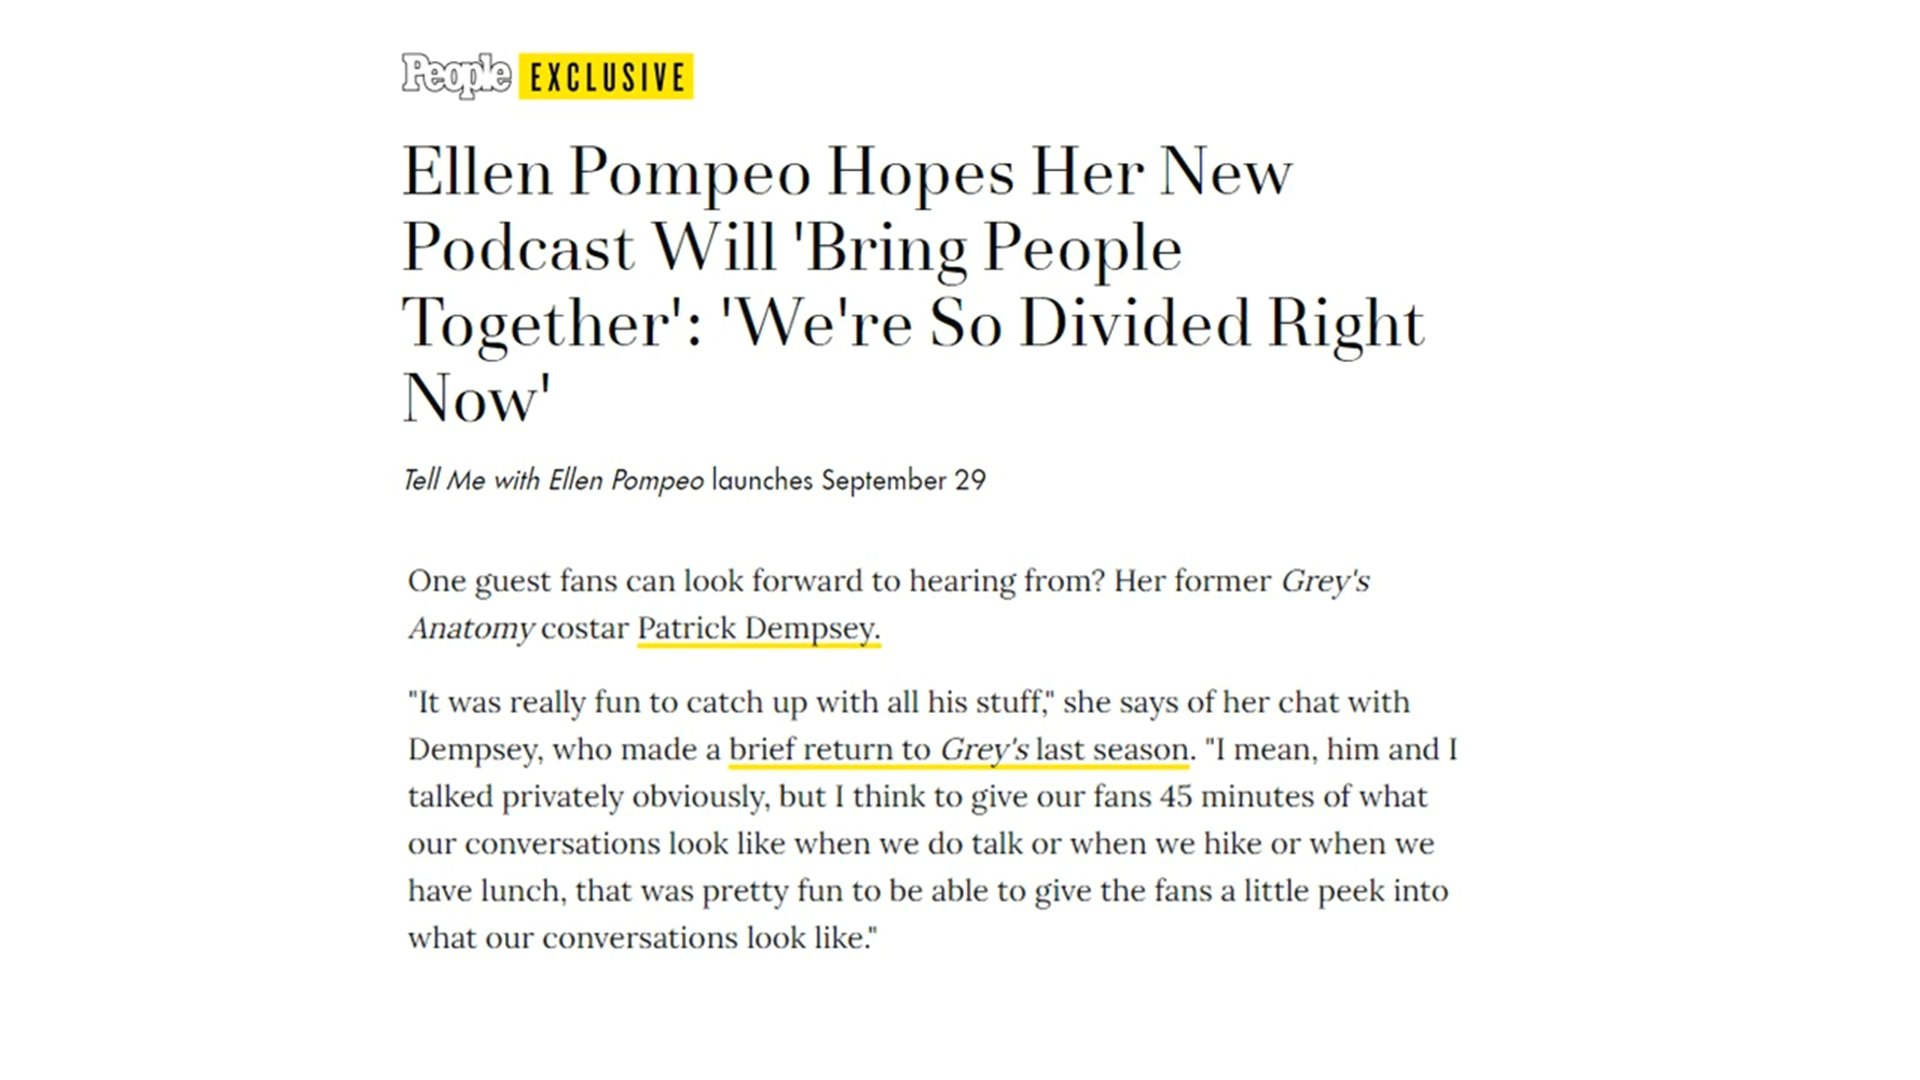 People EXCLUSIVE
Ellen Pompeo Hopes Her New
Podcast Will 'Bring People
Together': 'We're So Divided Right
Now'
Tell Me with Ellen Pompeo launches September 29
One guest fans can look forward to hearing from? Her former Grey's
Anatomy costar Patrick Dempsey.
"It was really fun to catch up with all his stuff," she says of her chat with
Dempsey, who made a brief return to Grey's last season. "I mean, him and I
talked privately obviously, but I think to give our fans 45 minutes of what
our conversations look like when we do talk or when we hike or when we
have lunch, that was pretty fun to be able to give the fans a little peek into
what our conversations look like."